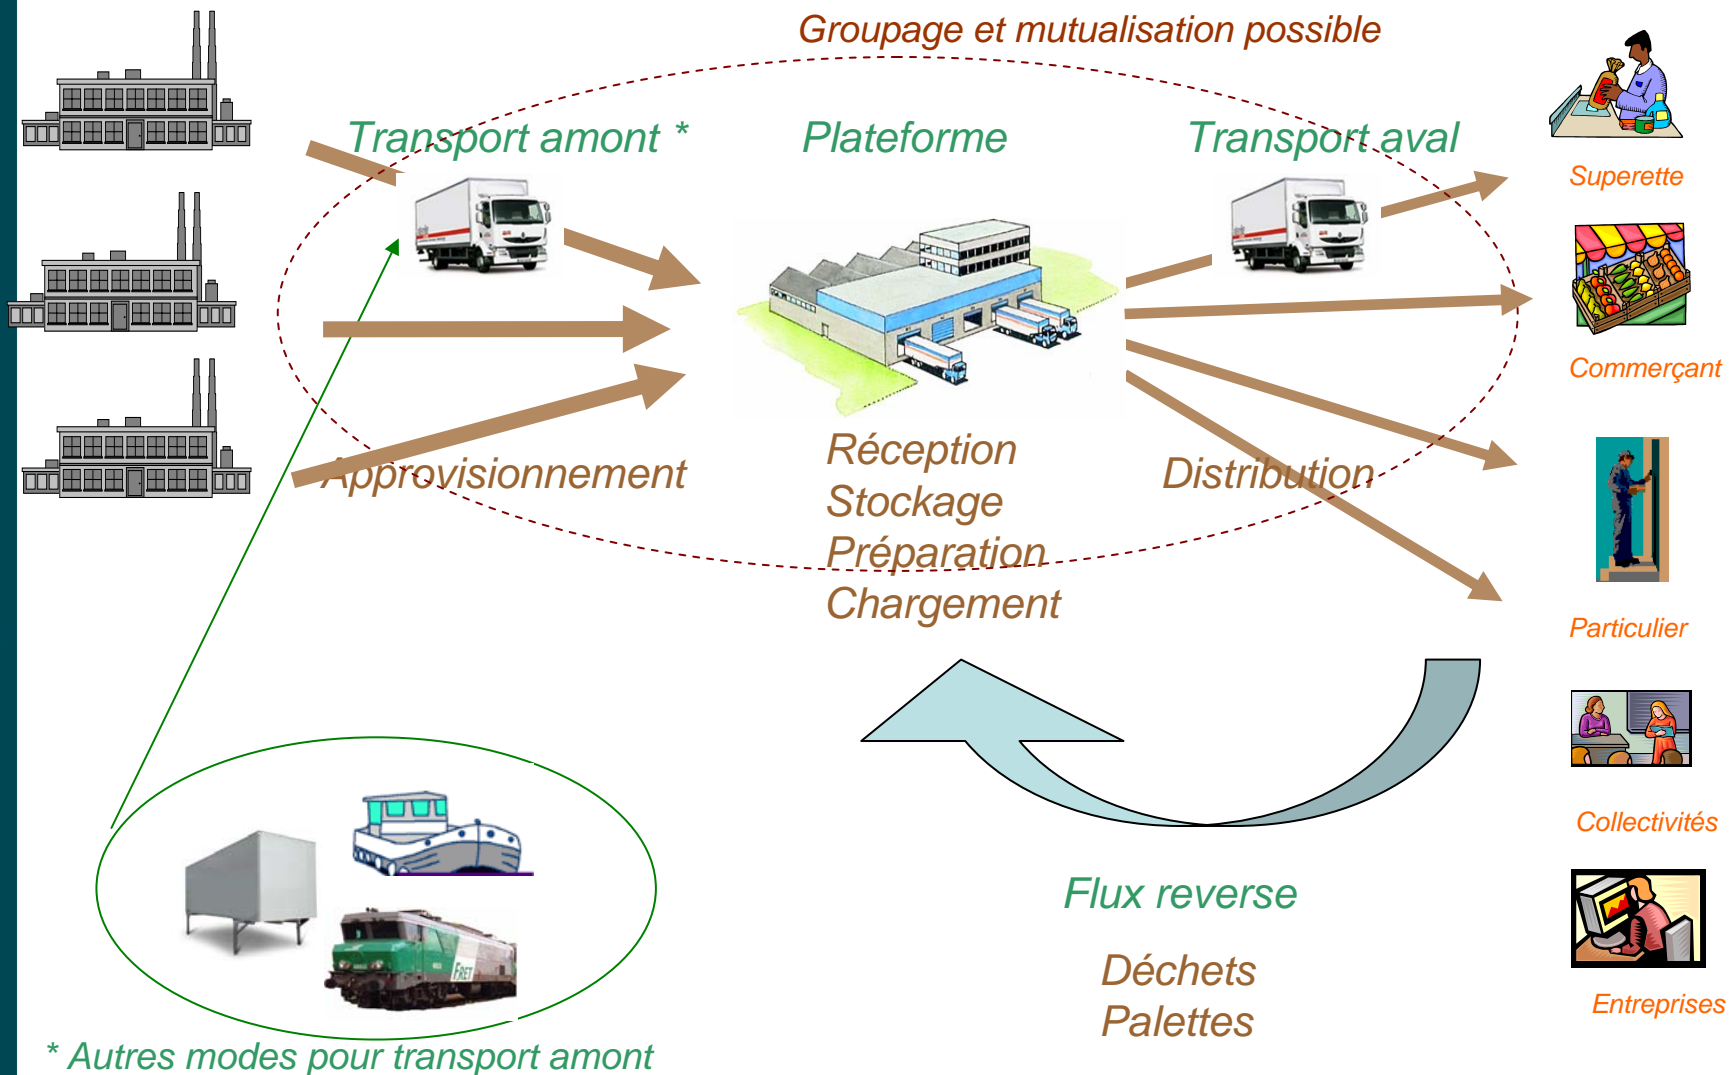 Groupage et mutualisation possible
Transport amont *
Plateforme
Transport aval
Superette
Commerçant
Approvisionnement
Réception
Stockage
Préparation
Chargement
Distribution
Particulier
Collectivités
Flux reverse
Déchets
Palettes
Entreprises
FRET
* Autres modes pour transport amont